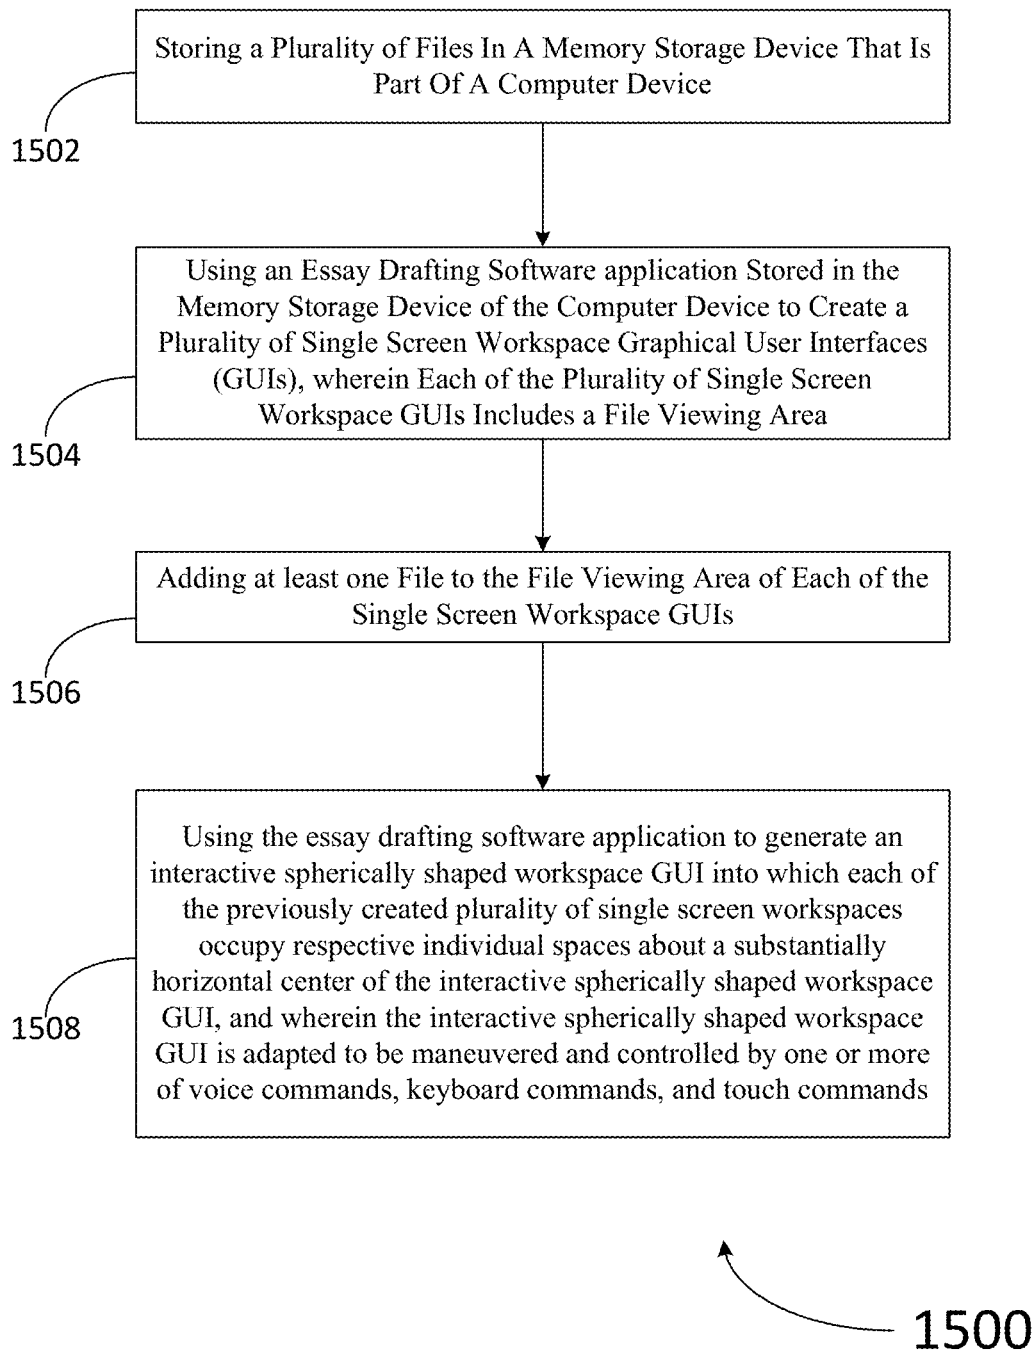 Storing a Plurality of Files In A Memory Storage Device That Is
Part Of A Computer Device
1502
Using an Essay Drafting Software application Stored in the
Memory Storage Device of the Computer Device to Create a
Plurality of Single Screen Workspace Graphical User Interfaces
(GUIs), wherein Each of the Plurality of Single Screen
Workspace GUIs Includes a File Viewing Area
1504
Adding at least one File to the File Viewing Area of Each of the
Single Screen Workspace GUIs
1506
Using the essay drafting software application to generate an
interactive spherically shaped workspace GUI into which each of
the previously created plurality of single screen workspaces
occupy respective individual spaces about a substantially
horizontal center of the interactive spherically shaped workspace
GUI, and wherein the interactive spherically shaped workspace
GUI is adapted to be maneuvered and controlled by one or more
of voice commands, keyboard commands, and touch commands
1508
1500